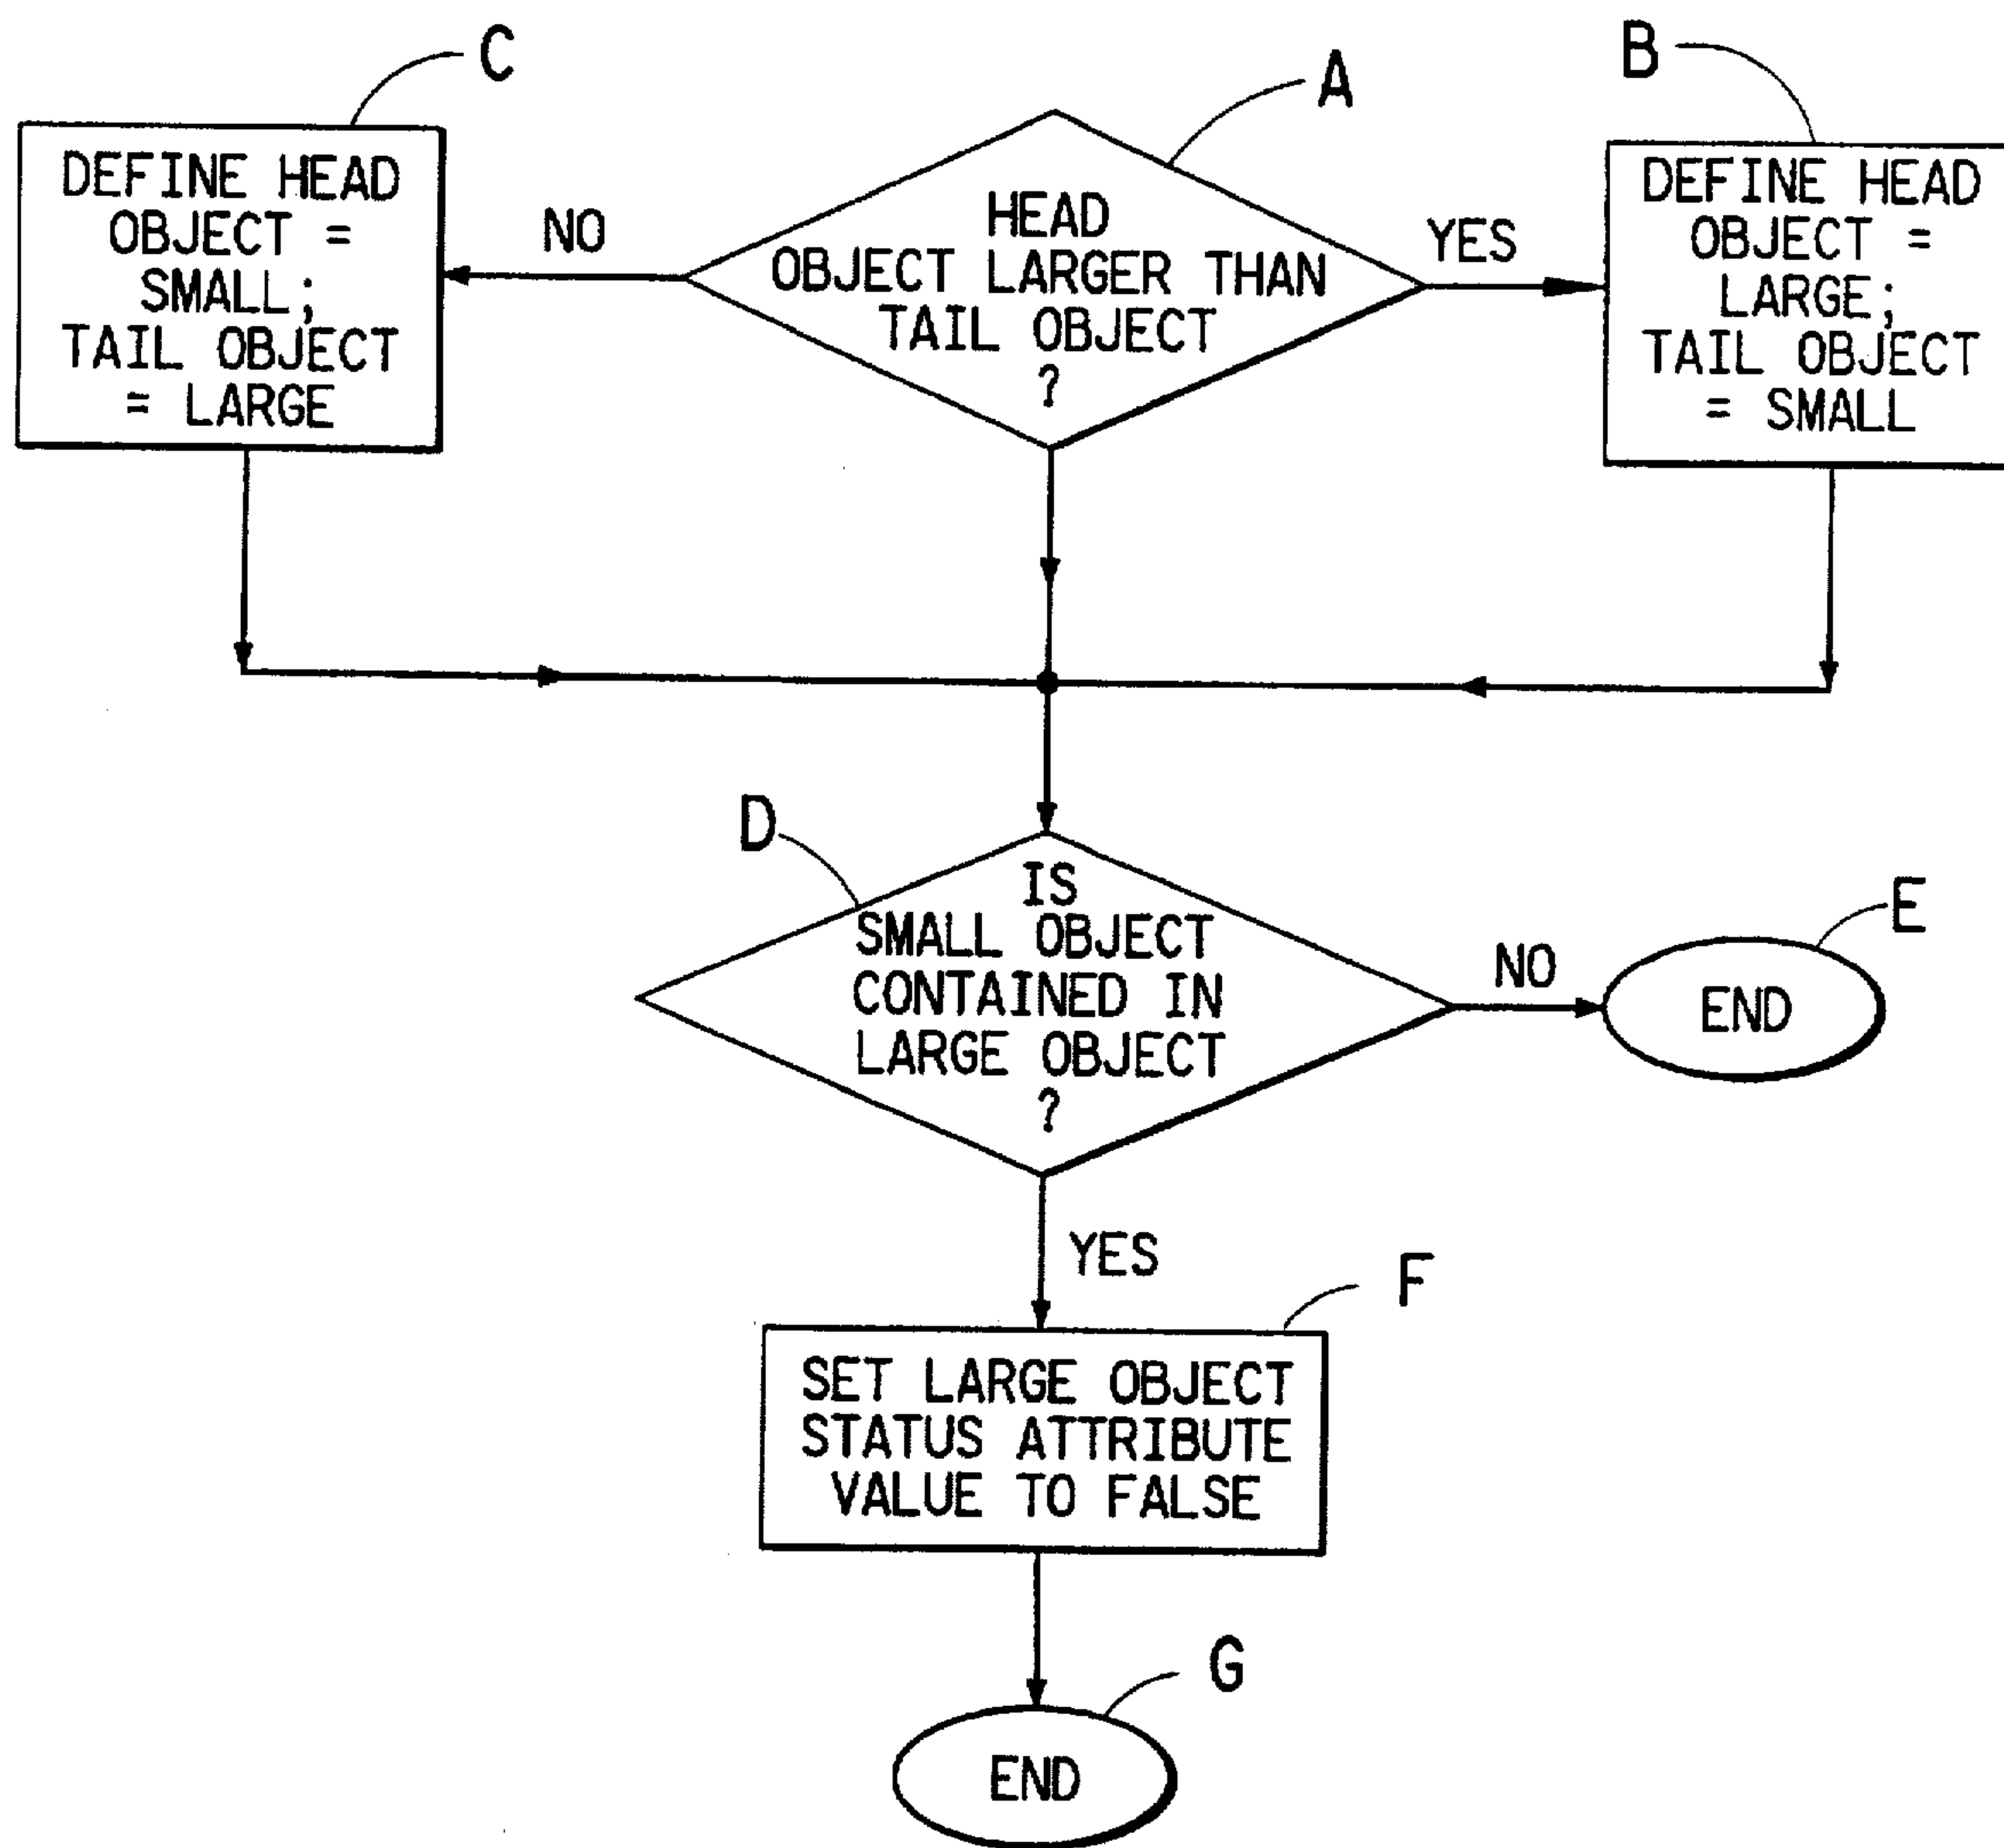 C
DEFINE HEAD
OBJECT =
SMALL;
TAIL OBJECT
= LARGE
NO
A
HEAD
OBJECT LARGER THAN
TAIL OBJECT
?
YES
B
DEFINE HEAD
OBJECT =
LARGE;
TAIL OBJECT
= SMALL
D
IS
SMALL OBJECT
CONTAINED IN
LARGE OBJECT
?
NO
E
END
YES
F
SET LARGE OBJECT
STATUS ATTRIBUTE
VALUE TO FALSE
G
END